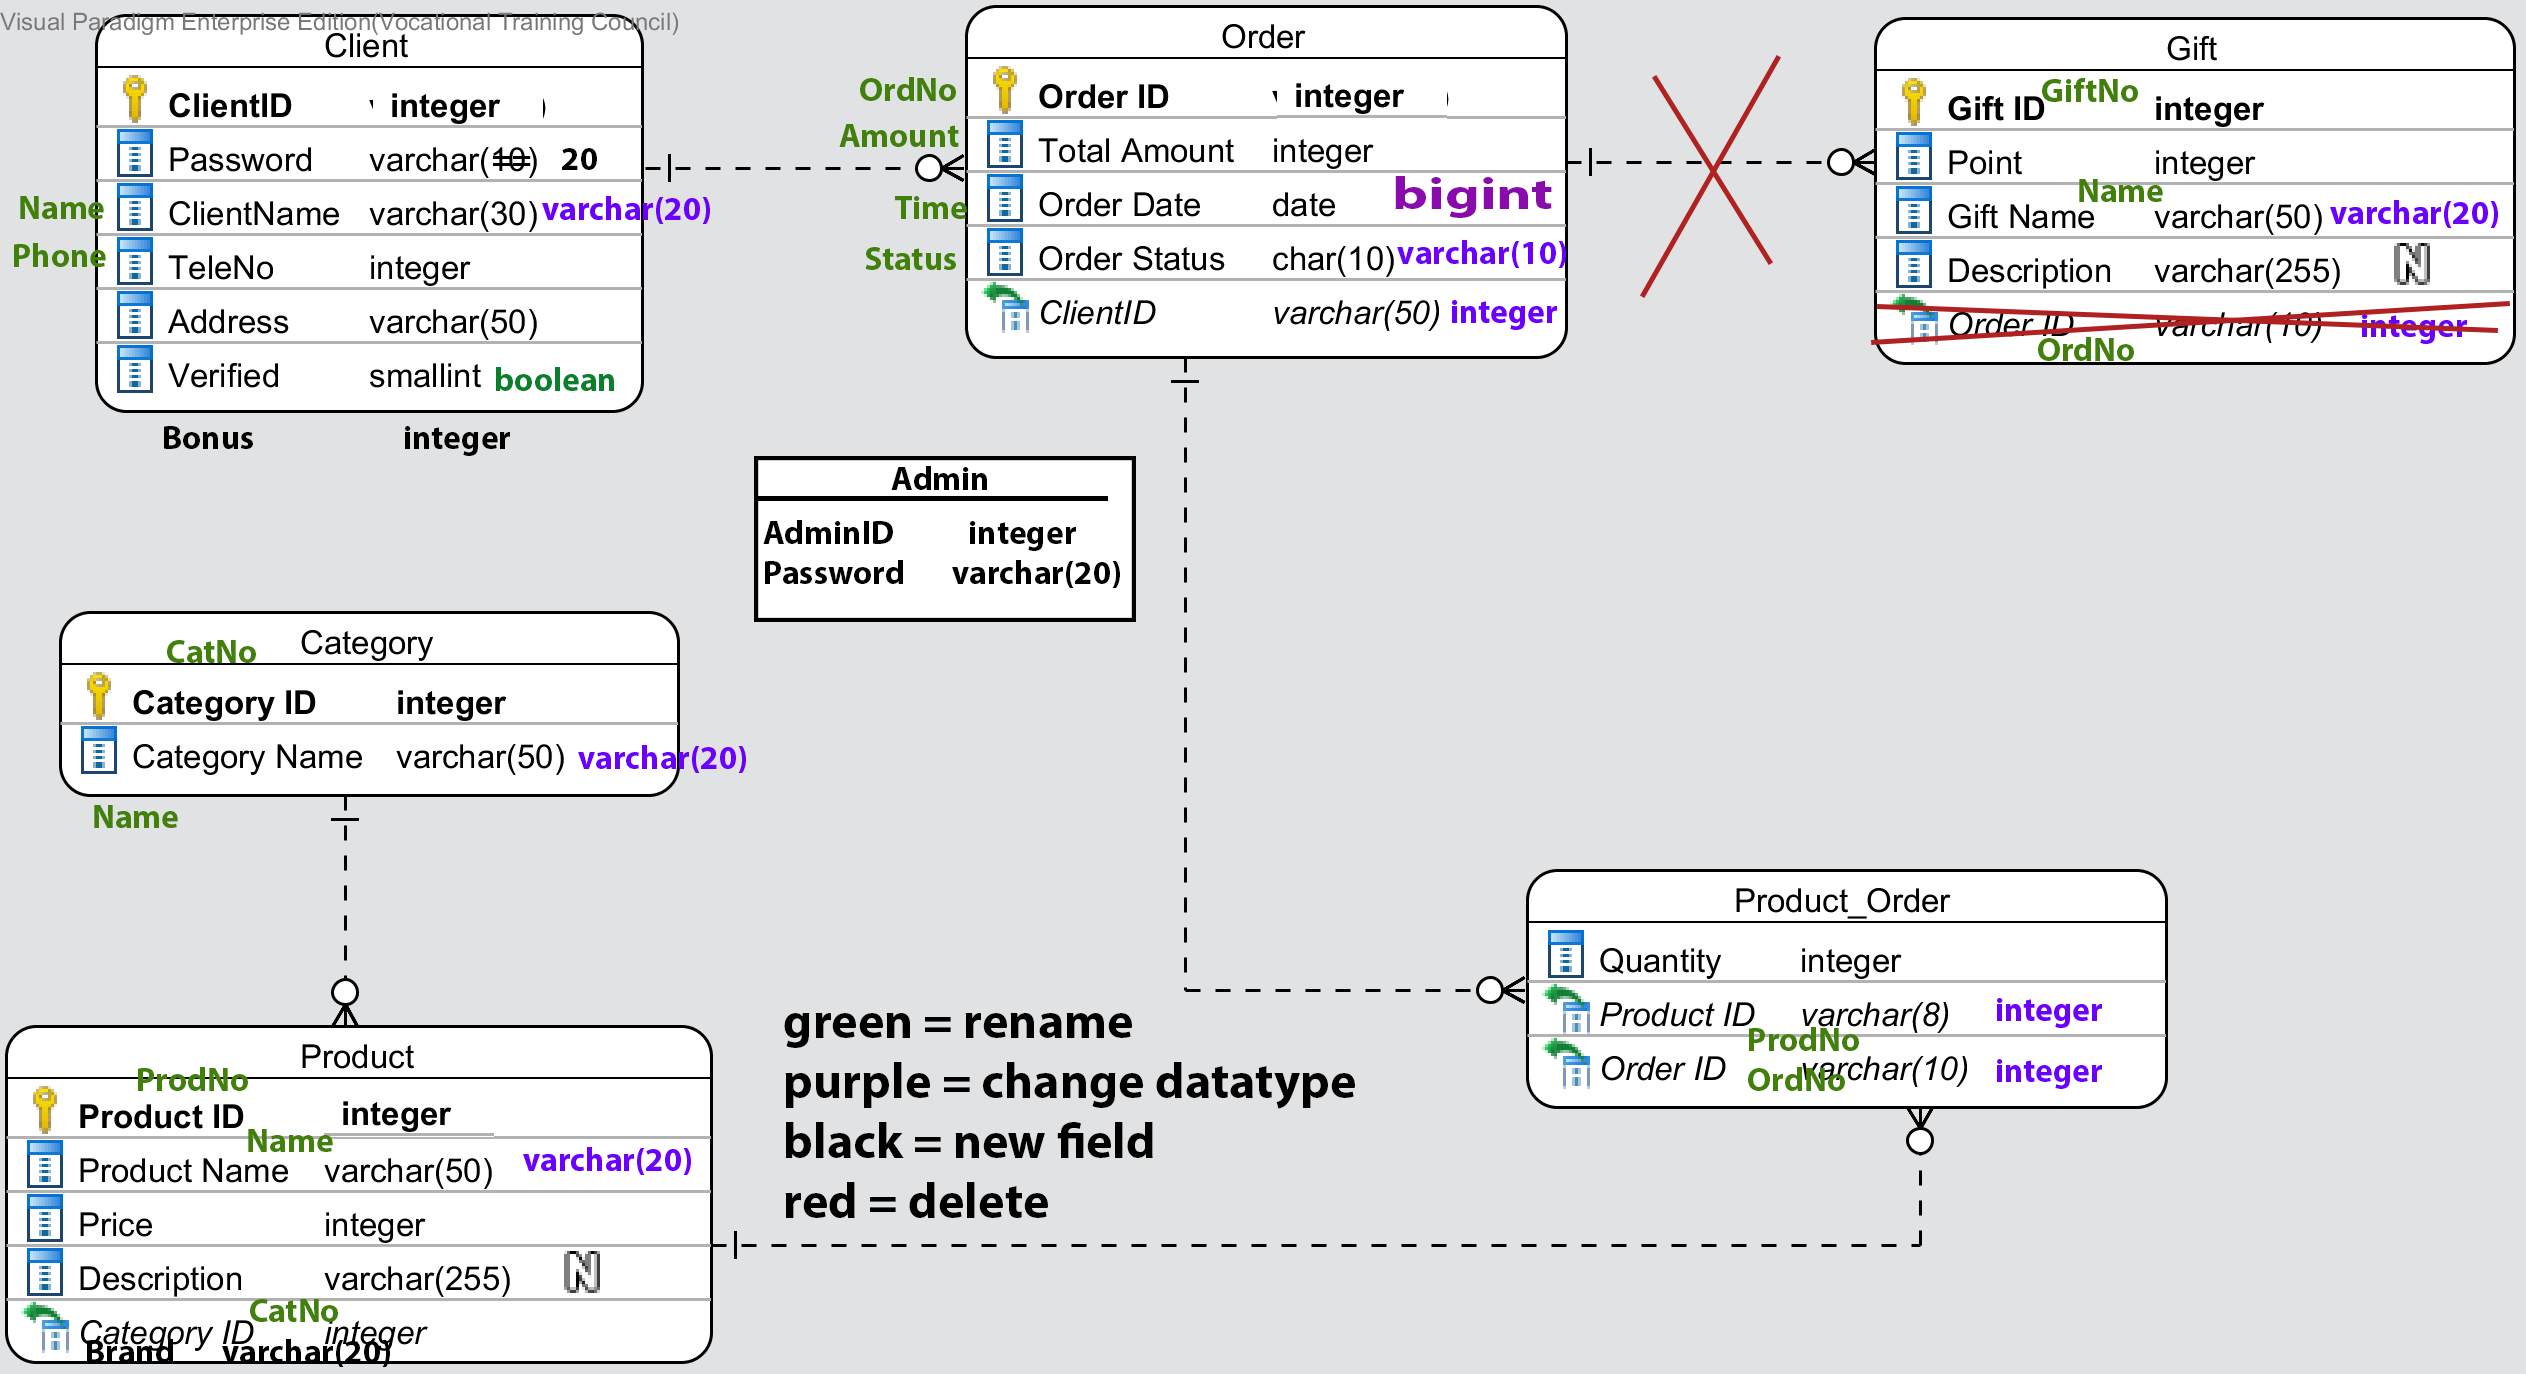 Visual Paradigm Enterprise Edition(Vocational Training Council)
Client
ClientID integer )
Password varchar(10) 20
Name ClientName varchar(30) varchar(20)
Phone TeleNo integer
Address varchar(50)
Verified smallint boolean
Bonus integer
Order
OrdNo Order ID integer )
Amount Total Amount integer
Time Order Date date bigint
Status Order Status char(10) varchar(10)
ClientID varchar(50) integer
Gift
Gift ID GiftNo integer
Point integer
Name
Gift Name varchar(50) varchar(20)
Description varchar(255) N
Order ID varchar(10) integer
OrdNo
Admin
AdminID integer
Password varchar(20)
CatNo Category
Category ID integer
Category Name varchar(50) varchar(20)
Name
Product
ProdNo
Product ID integer
Name
Product Name varchar(50) varchar(20)
Price integer
Description varchar(255) N
CatNo
Category ID integer
Brand varchar(20)
green = rename
purple = change datatype
black = new field
red = delete
Product_Order
Quantity integer
Product ID varchar(8) integer
ProdNo
Order ID varchar(10) integer
OrdNo